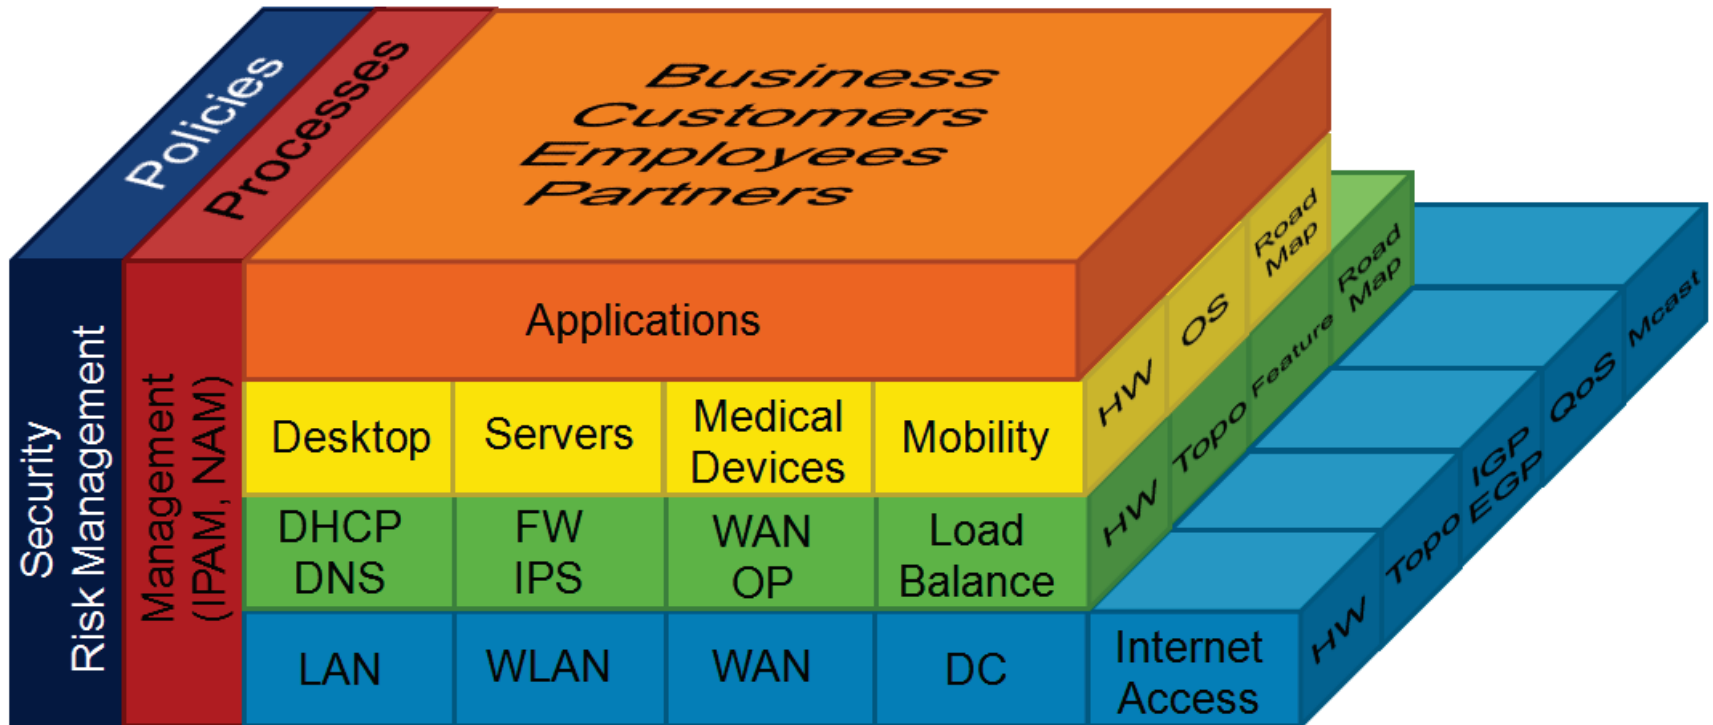 Policies
Processes
Business
Customers
Employees
Partners
Security
Risk Management
Management
(IPAM, NAM)
Applications
Desktop
Servers
Medical
Devices
Mobility
HW
OS
Road
Map
DHCP
DNS
FW
IPS
WAN
OP
Load
Balance
HW
Topo
Feature
Road
Map
LAN
WLAN
WAN
DC
Internet
Access
HW
Topo
IGP
EGP
QoS
Mcast